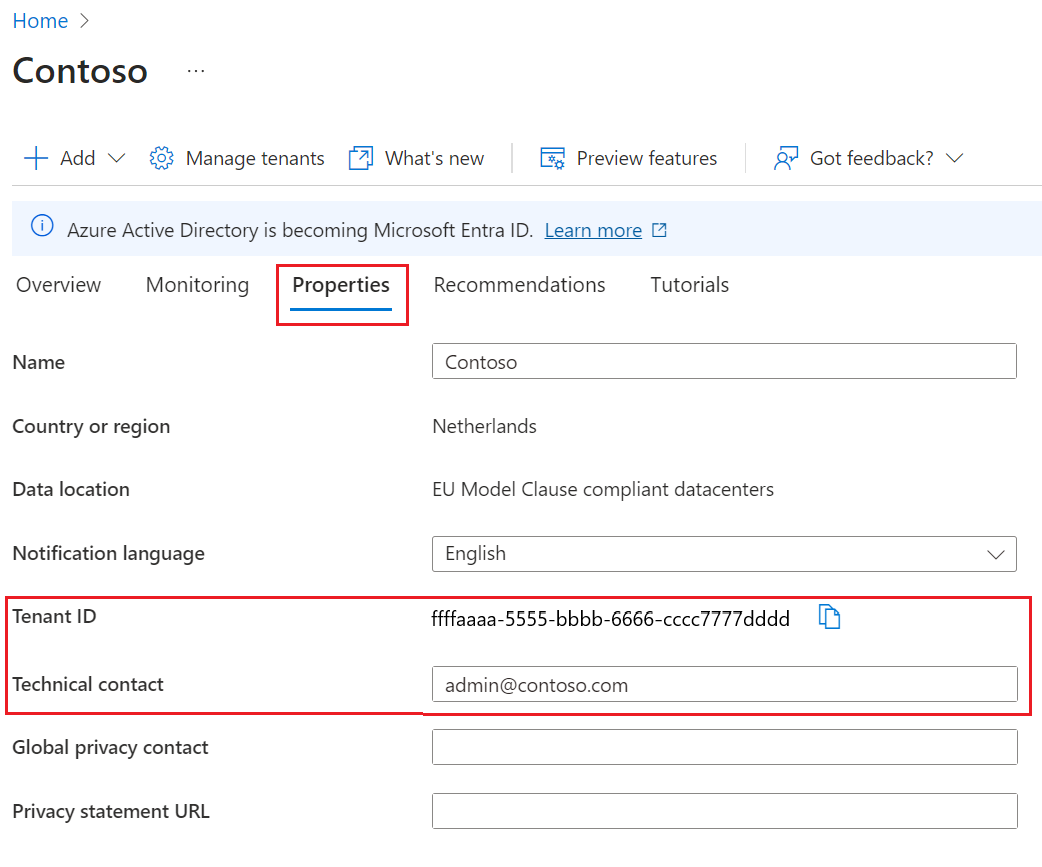 Home
Contoso ...
Add Manage tenants What's new Preview features Got feedback?
Azure Active Directory is becoming Microsoft Entra ID. Learn more
Overview Monitoring Properties Recommendations Tutorials
Name Contoso
Country or region Netherlands
Data location EU Model Clause compliant datacenters
Notification language English
Tenant ID ffffaaaa-5555-bbbb-6666-cccc7777dddd
Technical contact admin@contoso.com
Global privacy contact
Privacy statement URL